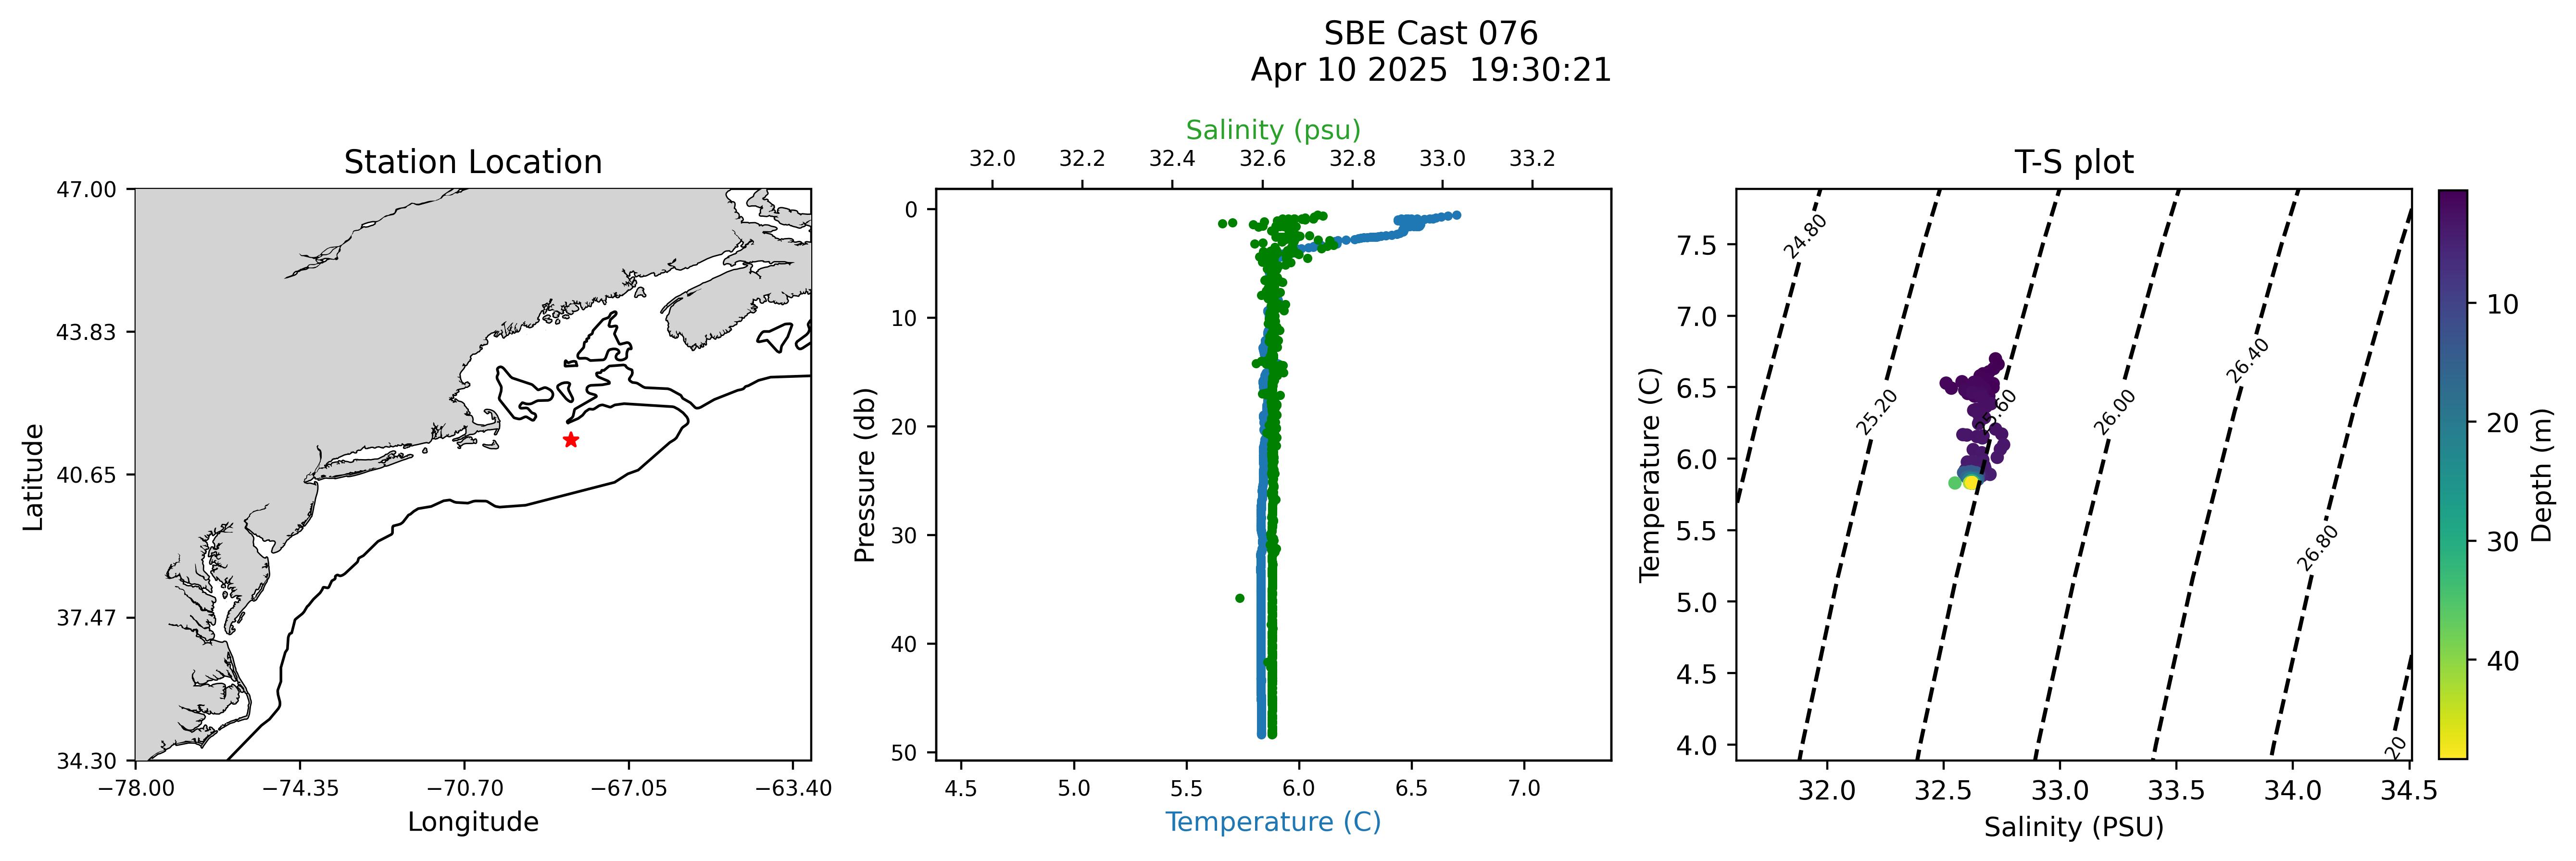 SBE Cast 076
Apr 10 2025  19:30:21
Station Location
47.00
43.83
40.65
37.47
34.30
Latitude
−78.00 −74.35 −70.70 −67.05 −63.40
Longitude
Salinity (psu)
32.0 32.2 32.4 32.6 32.8 33.0 33.2
0
10
20
30
40
50
Pressure (db)
4.5 5.0 5.5 6.0 6.5 7.0
Temperature (C)
T-S plot
7.5
7.0
6.5
6.0
5.5
5.0
4.5
4.0
Temperature (C)
24.80
25.20
25.60
26.00
26.40
26.80
20
32.0 32.5 33.0 33.5 34.0 34.5
Salinity (PSU)
10
20
30
40
Depth (m)